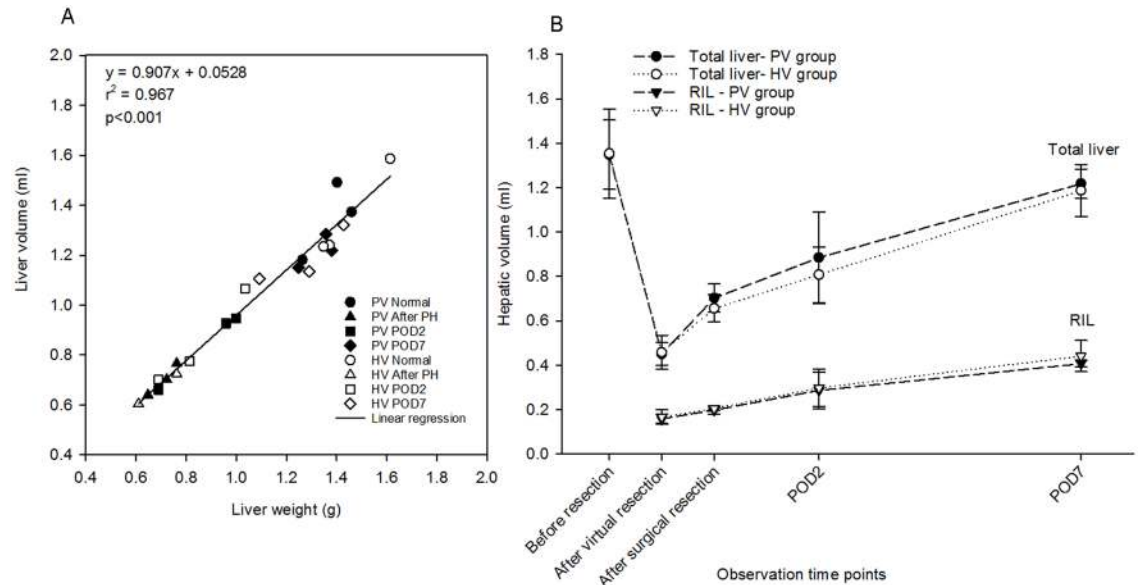 A
y = 0.907x + 0.0528
r² = 0.967
p<0.001
Liver volume (ml)
2.0
1.8
1.6
1.4
1.2
1.0
0.8
0.6
0.4
PV Normal
PV After PH
PV POD2
PV POD7
HV Normal
HV After PH
HV POD2
HV POD7
Linear regression
0.4 0.6 0.8 1.0 1.2 1.4 1.6 1.8 2.0
Liver weight (g)
B
Total liver- PV group
Total liver- HV group
RIL - PV group
RIL - HV group
Hepatic volume (ml)
1.8
1.6
1.4
1.2
1.0
0.8
0.6
0.4
0.2
0.0
Total liver
RIL
Before resection
After virtual resection
After surgical resection
POD2
POD7
Observation time points